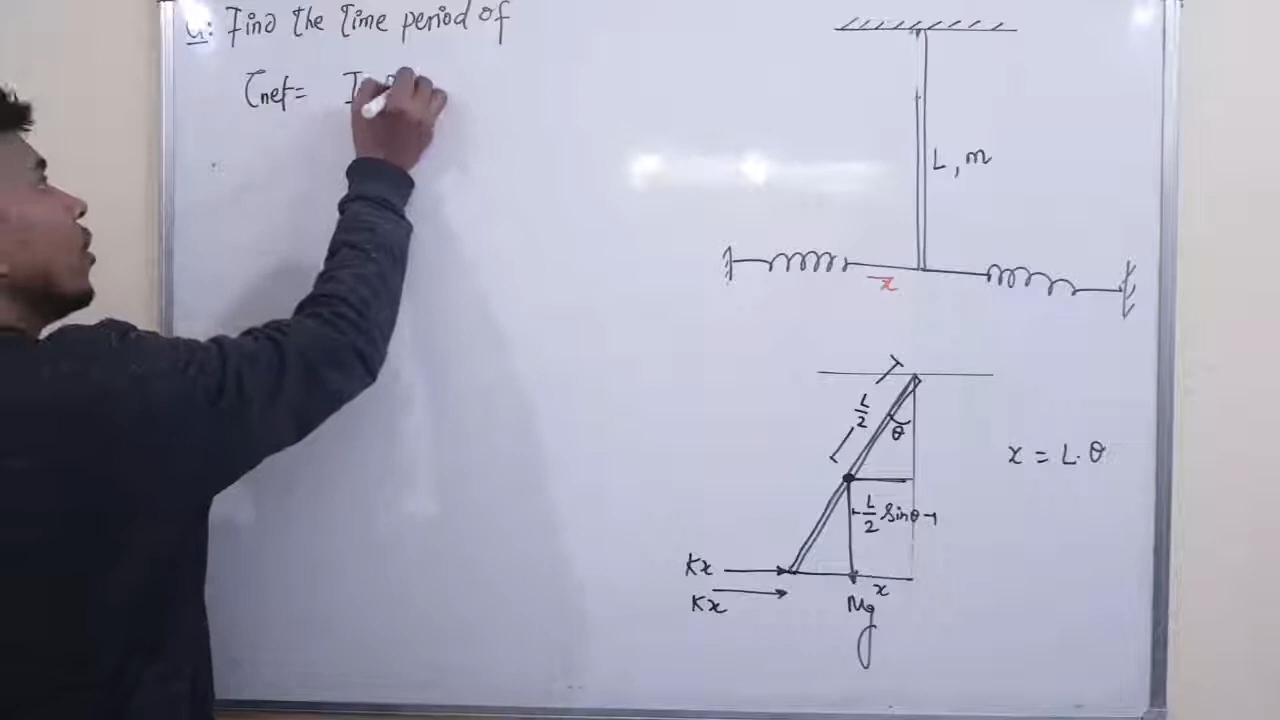 Q: Find the Time period of
τnet = I
L, m
x
L/2
θ
x = L·θ
L/2 Sinθ
Kx
Kx
x
Mg